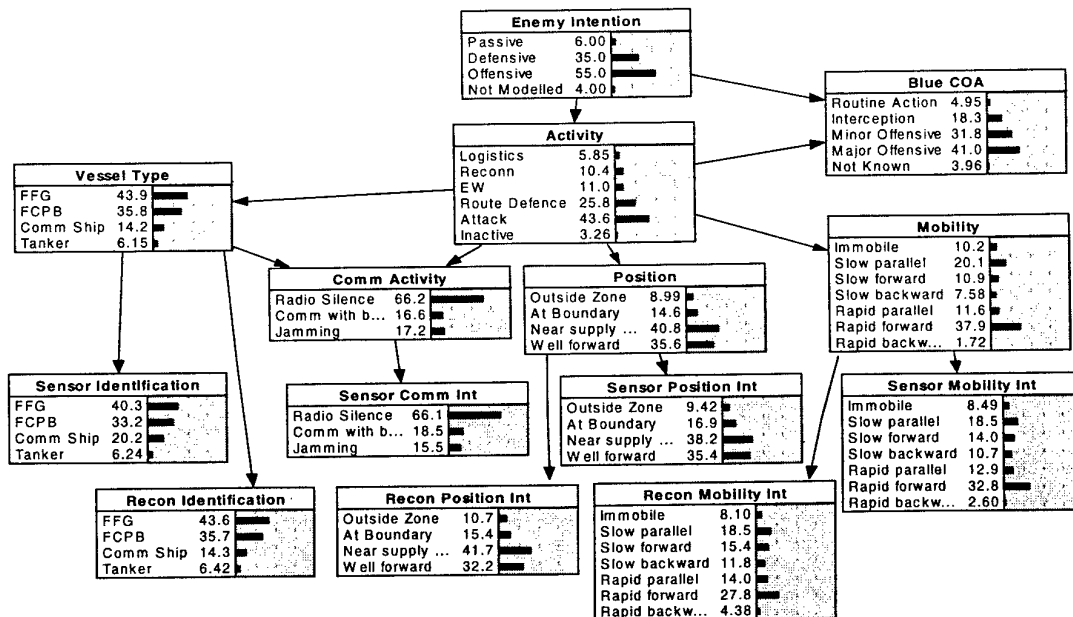 Enemy Intention
Passive 6.00
Defensive 35.0
Offensive 55.0
Not Modelled 4.00
Blue COA
Routine Action 4.95
Interception 18.3
Minor Offensive 31.8
Major Offensive 41.0
Not Known 3.96
Activity
Logistics 5.85
Reconn 10.4
EW 11.0
Route Defence 25.8
Attack 43.6
Inactive 3.26
Vessel Type
FFG 43.9
FCPB 35.8
Comm Ship 14.2
Tanker 6.15
Mobility
Immobile 10.2
Slow parallel 20.1
Slow forward 10.9
Slow backward 7.58
Rapid parallel 11.6
Rapid forward 37.9
Rapid backw... 1.72
Comm Activity
Radio Silence 66.2
Comm with b... 16.6
Jamming 17.2
Position
Outside Zone 8.99
At Boundary 14.6
Near supply ... 40.8
Well forward 35.6
Sensor Identification
FFG 40.3
FCPB 33.2
Comm Ship 20.2
Tanker 6.24
Sensor Comm Int
Radio Silence 66.1
Comm with b... 18.5
Jamming 15.5
Sensor Position Int
Outside Zone 9.42
At Boundary 16.9
Near supply ... 38.2
Well forward 35.4
Sensor Mobility Int
Immobile 8.49
Slow parallel 18.5
Slow forward 14.0
Slow backward 10.7
Rapid parallel 12.9
Rapid forward 32.8
Rapid backw... 2.60
Recon Identification
FFG 43.6
FCPB 35.7
Comm Ship 14.3
Tanker 6.42
Recon Position Int
Outside Zone 10.7
At Boundary 15.4
Near supply ... 41.7
Well forward 32.2
Recon Mobility Int
Immobile 8.10
Slow parallel 18.5
Slow forward 15.4
Slow backward 11.8
Rapid parallel 14.0
Rapid forward 27.8
Rapid backw... 4.38